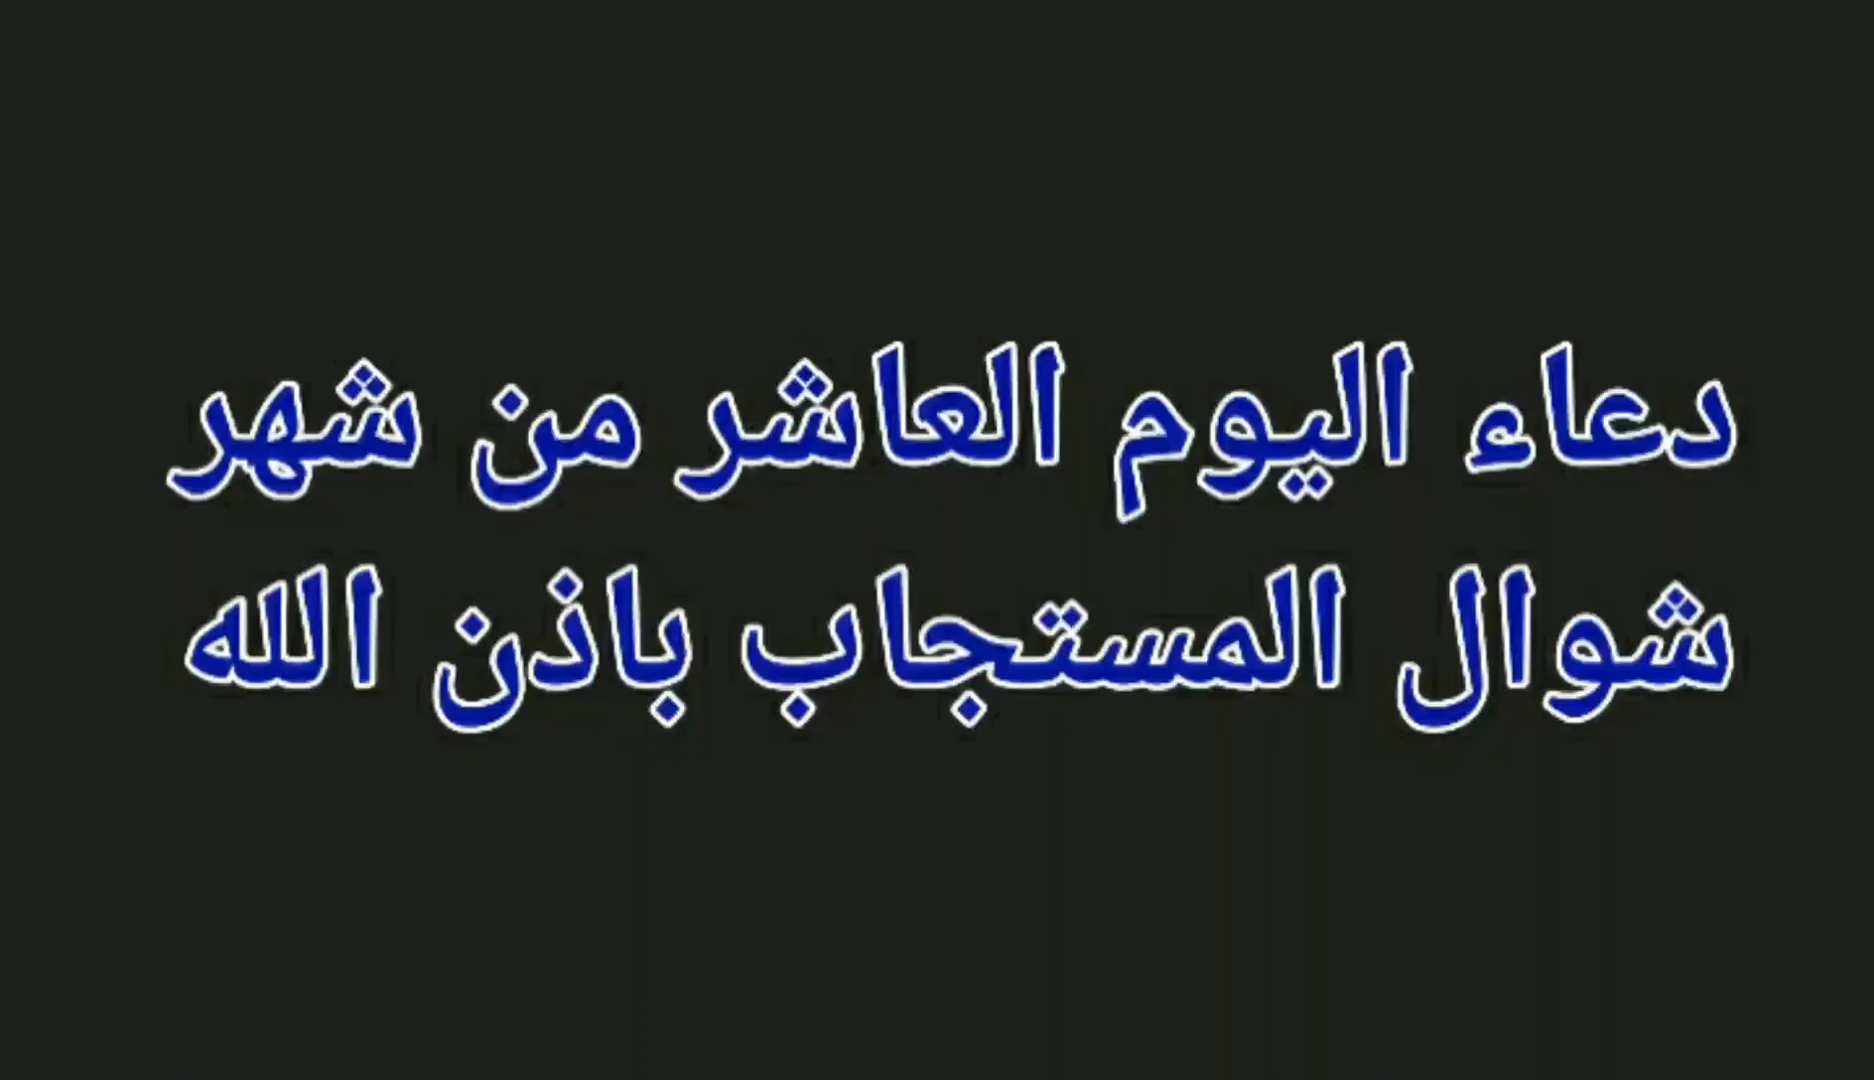 دعاء اليوم العاشر من شهر
شوال المستجاب باذن الله